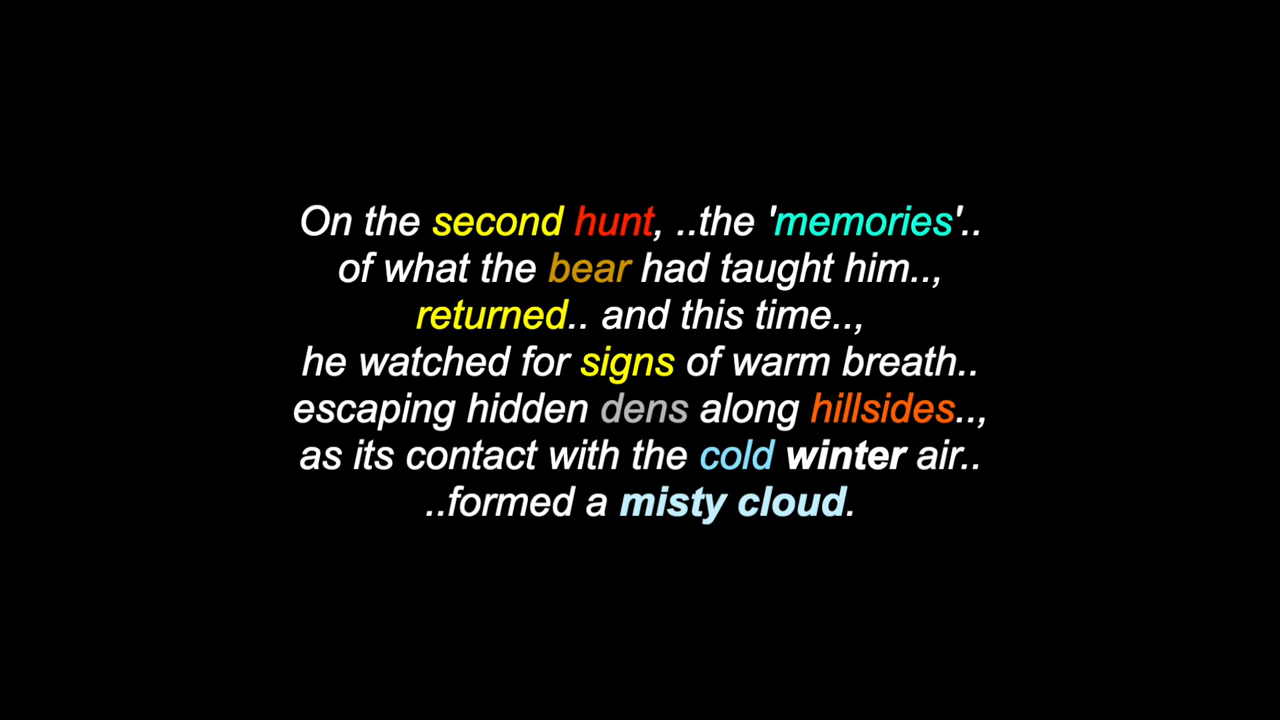 On the second hunt, ..the 'memories'..
of what the bear had taught him..,
returned.. and this time..,
he watched for signs of warm breath..
escaping hidden dens along hillsides..,
as its contact with the cold winter air..
..formed a misty cloud.